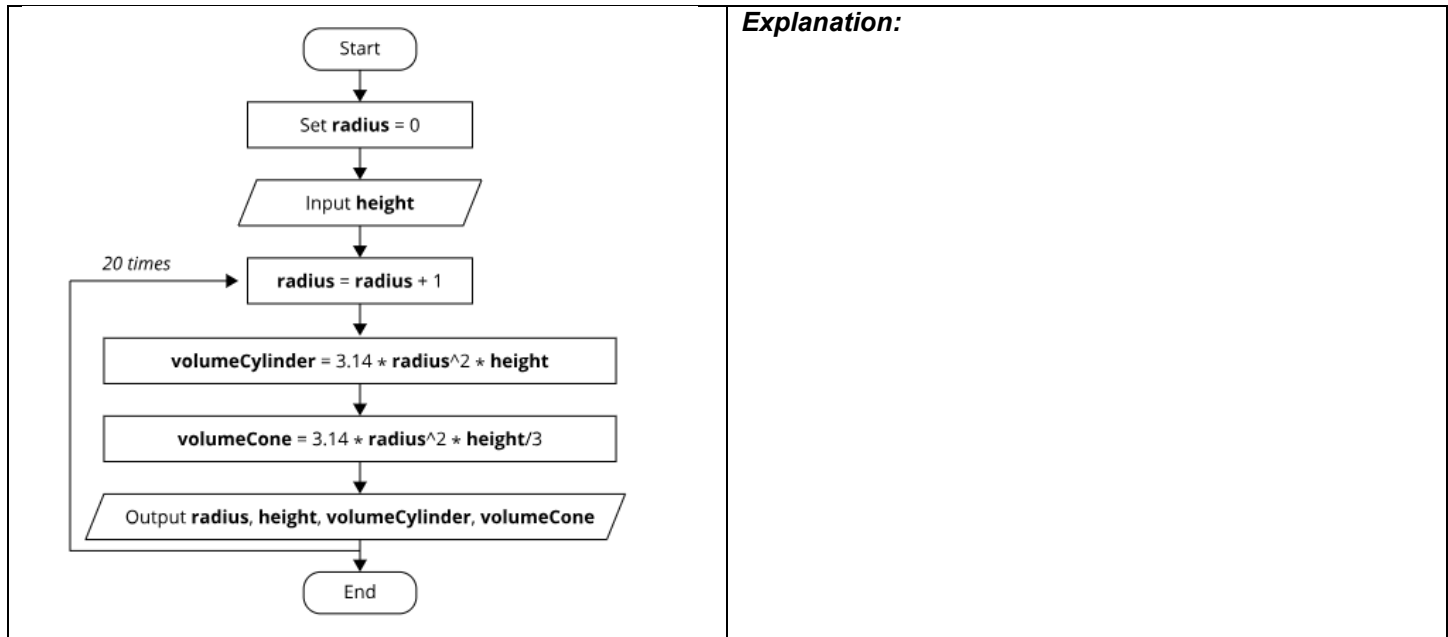 Explanation:
Start
Set radius = 0
Input height
20 times
radius = radius + 1
volumeCylinder = 3.14 * radius^2 * height
volumeCone = 3.14 * radius^2 * height/3
Output radius, height, volumeCylinder, volumeCone
End